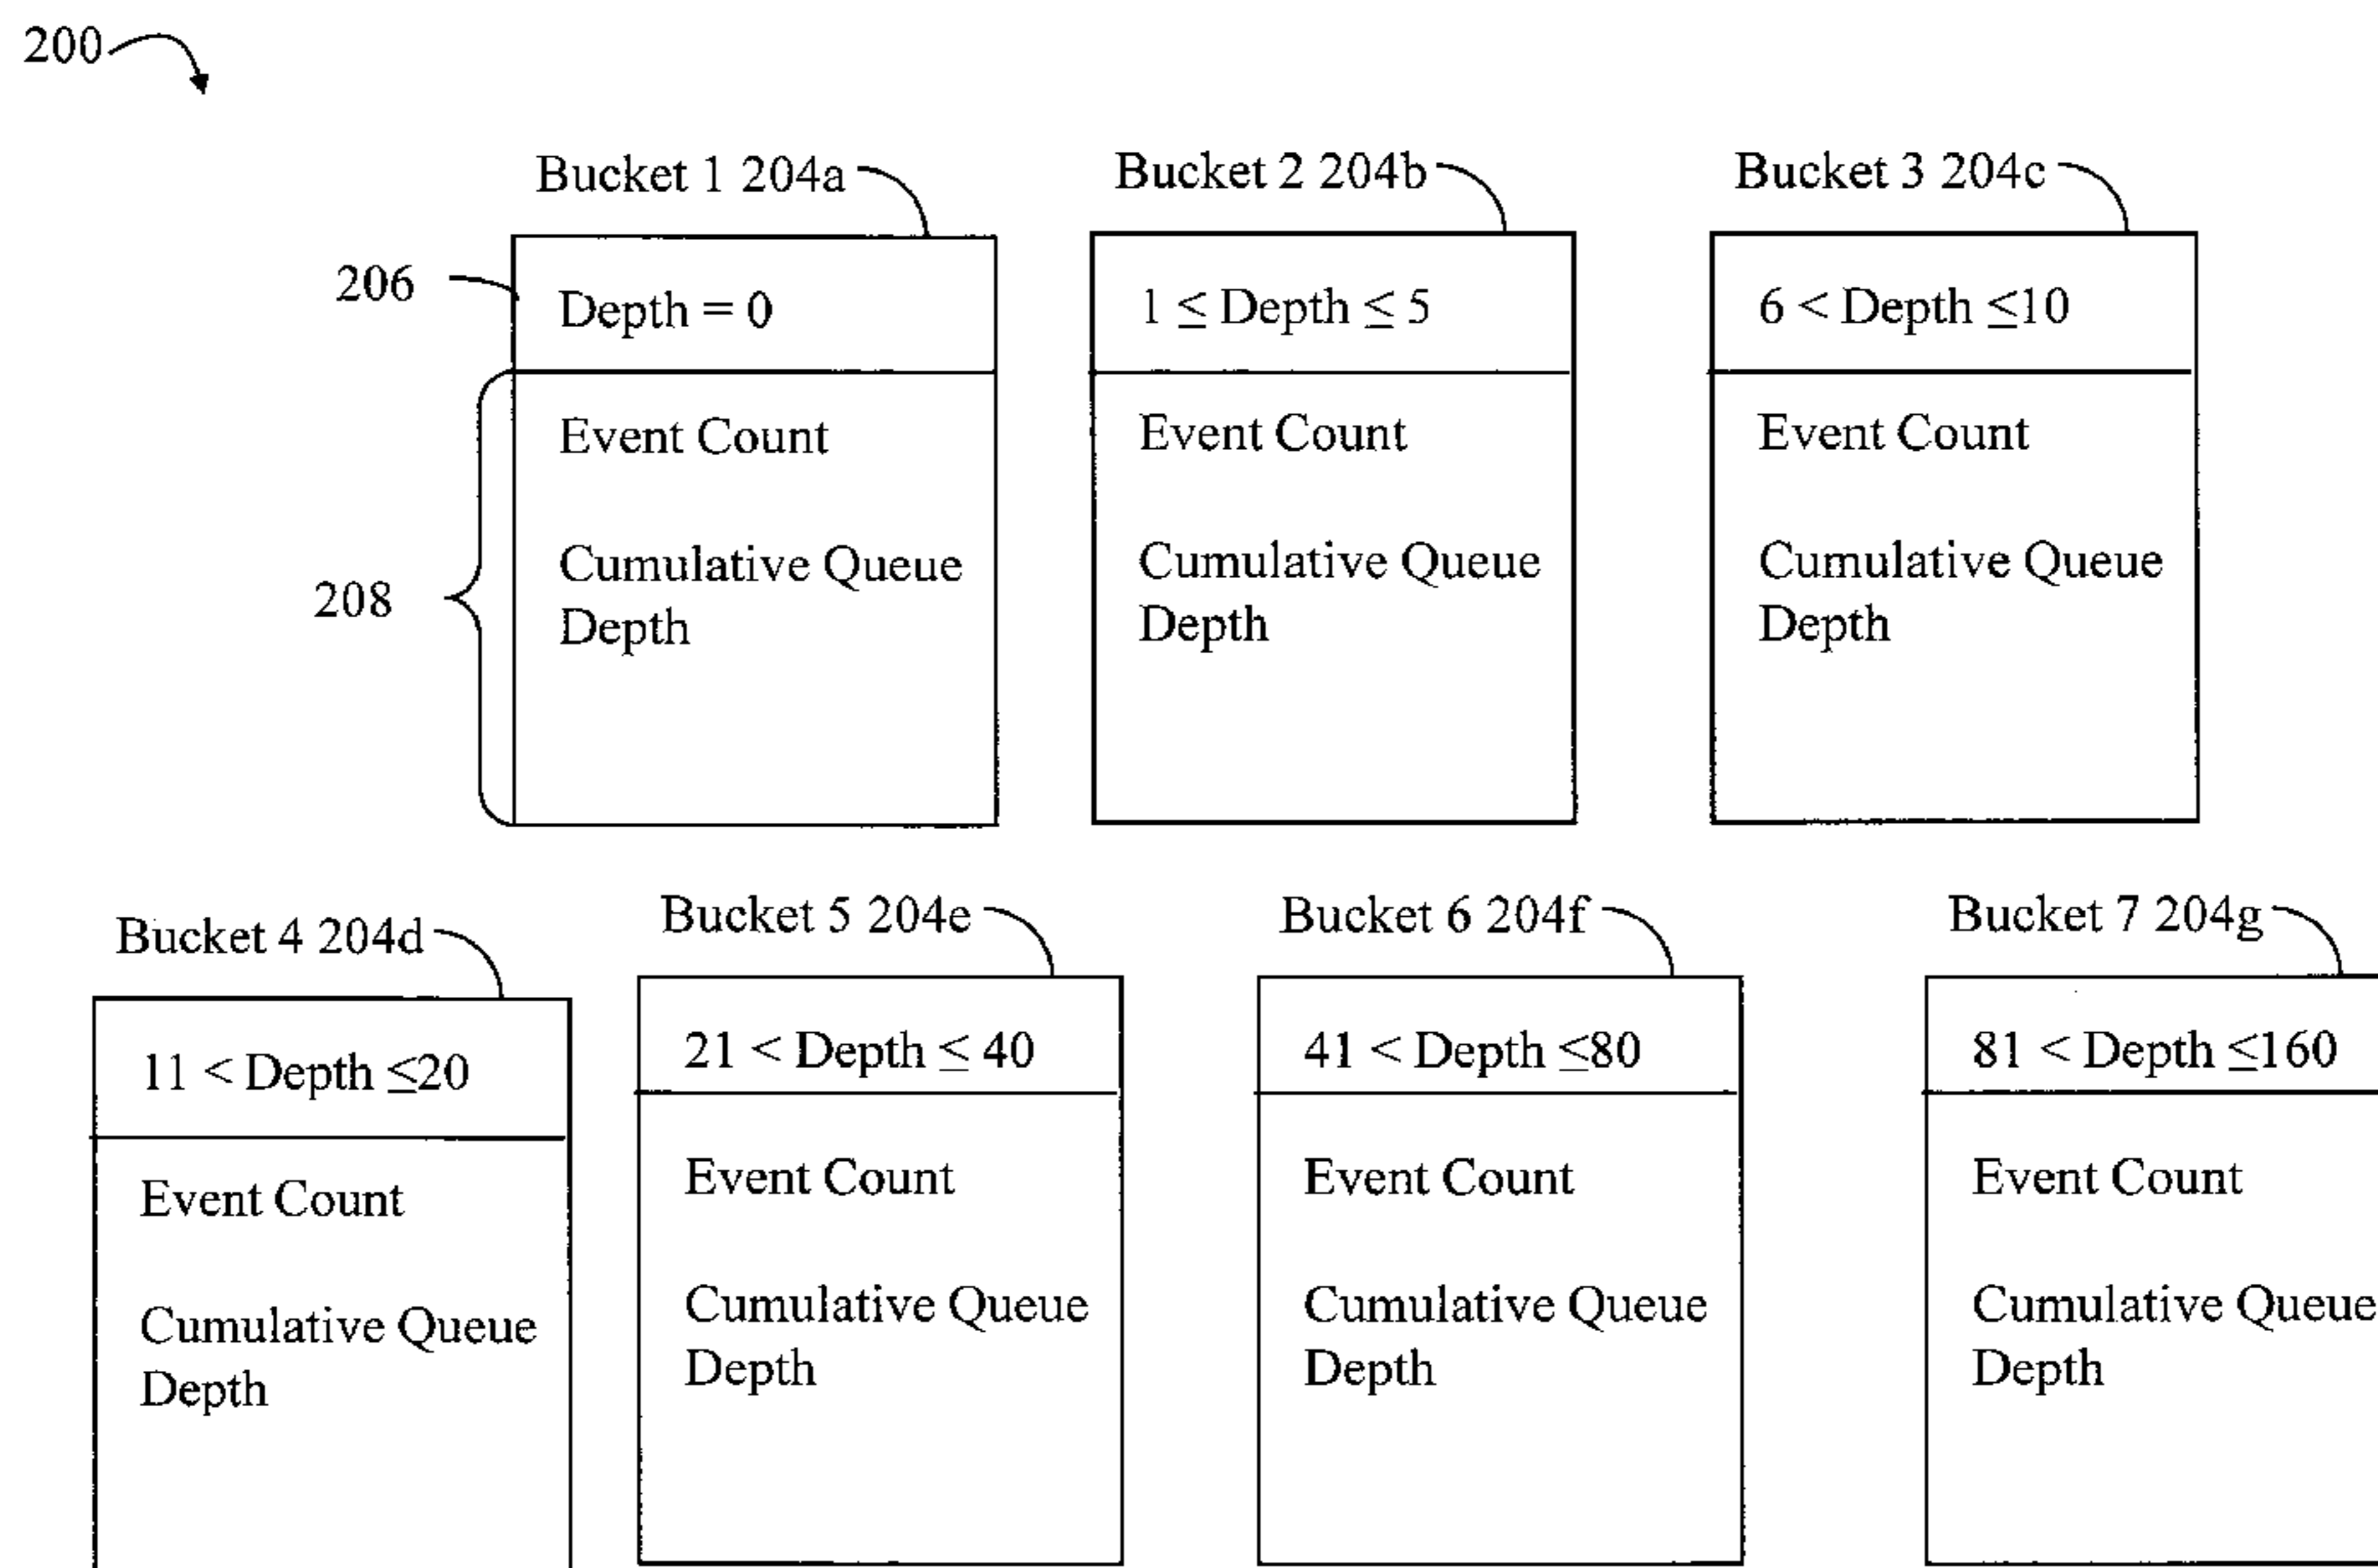 200
Bucket 1 204a
Bucket 2 204b
Bucket 3 204c
206
Depth = 0
1 ≤ Depth ≤ 5
6 < Depth ≤10
Event Count
Event Count
Event Count
208
Cumulative Queue
Depth
Cumulative Queue
Depth
Cumulative Queue
Depth
Bucket 4 204d
Bucket 5 204e
Bucket 6 204f
Bucket 7 204g
11 < Depth ≤20
21 < Depth ≤ 40
41 < Depth ≤80
81 < Depth ≤160
Event Count
Event Count
Event Count
Event Count
Cumulative Queue
Depth
Cumulative Queue
Depth
Cumulative Queue
Depth
Cumulative Queue
Depth